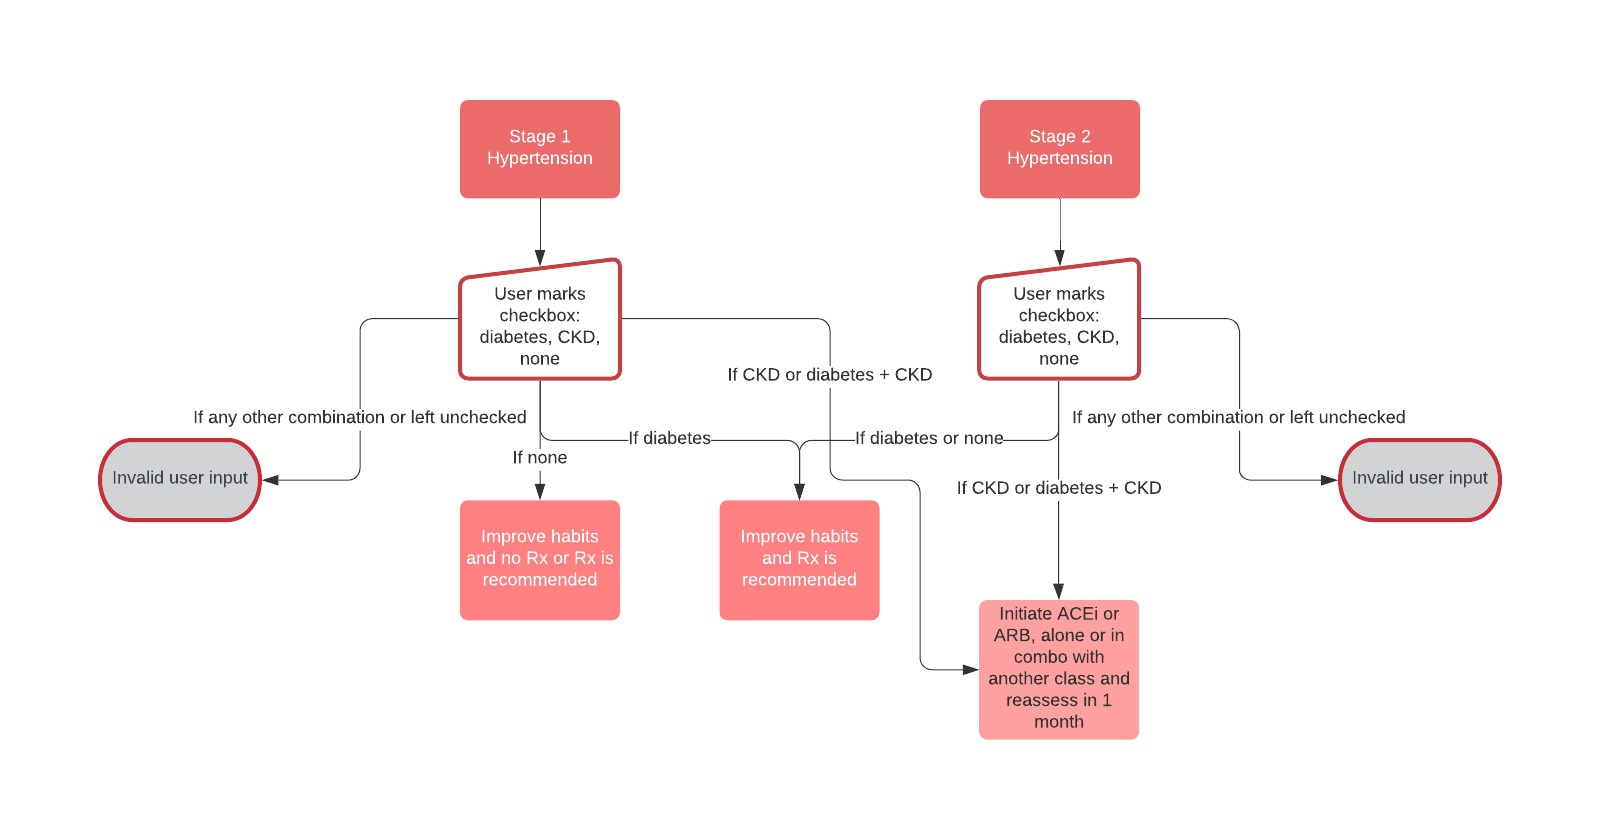 Stage 1
Hypertension
Stage 2
Hypertension
User marks
checkbox:
diabetes, CKD,
none
User marks
checkbox:
diabetes, CKD,
none
If CKD or diabetes + CKD
If any other combination or left unchecked
If any other combination or left unchecked
If diabetes
If diabetes or none
If none
Invalid user input
Invalid user input
If CKD or diabetes + CKD
Improve habits
and no Rx or Rx is
recommended
Improve habits
and Rx is
recommended
Initiate ACEi or
ARB, alone or in
combo with
another class and
reassess in 1
month